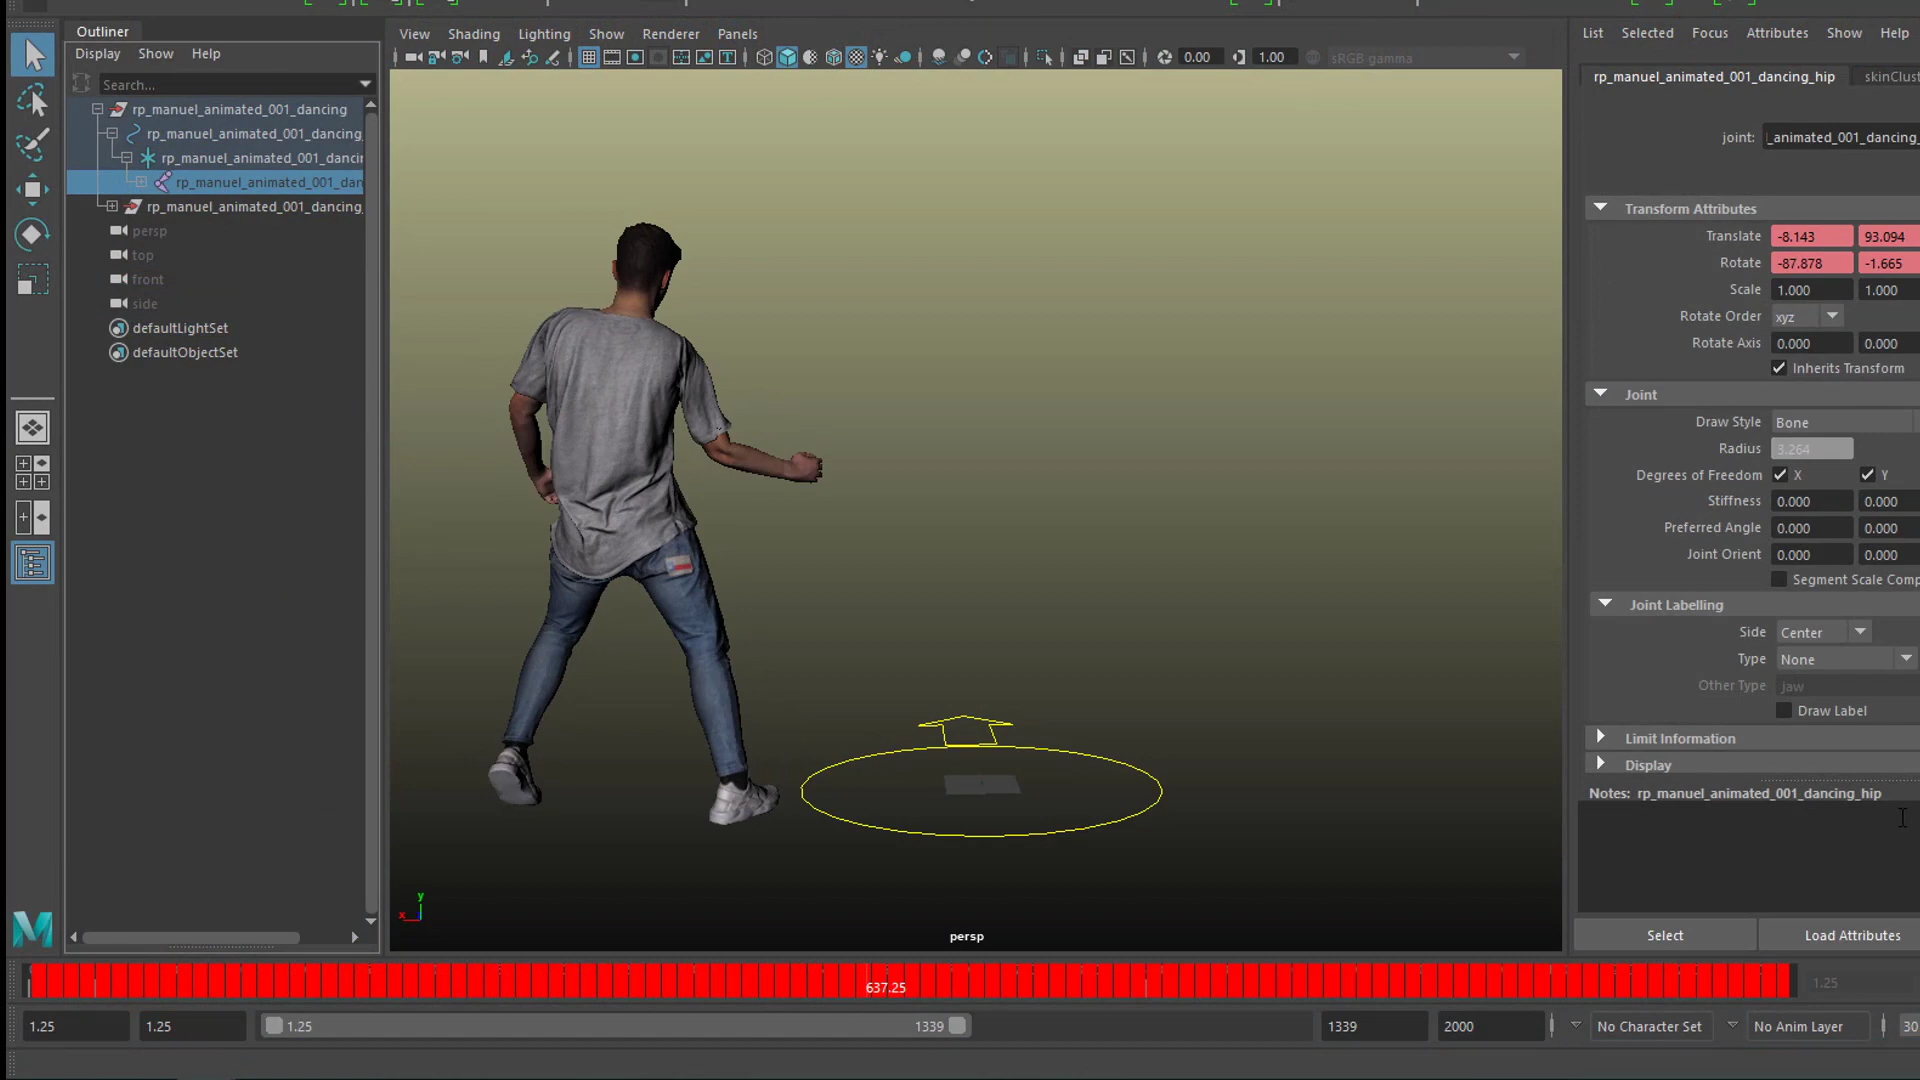 Outliner
Display Show Help
Search...
rp_manuel_animated_001_dancing
rp_manuel_animated_001_dancing
rp_manuel_animated_001_dancin
rp_manuel_animated_001_dan
rp_manuel_animated_001_dancing
persp
top
front
side
defaultLightSet
defaultObjectSet
View Shading Lighting Show Renderer Panels
0.00 1.00 sRGB gamma
y
x
persp
List Selected Focus Attributes Show Help
rp_manuel_animated_001_dancing_hip skinClust
joint: _animated_001_dancing_
Transform Attributes
Translate -8.143 93.094
Rotate -87.878 -1.665
Scale 1.000 1.000
Rotate Order xyz
Rotate Axis 0.000 0.000
Inherits Transform
Joint
Draw Style Bone
Radius 3.264
Degrees of Freedom X Y
Stiffness 0.000 0.000
Preferred Angle 0.000 0.000
Joint Orient 0.000 0.000
Segment Scale Comp
Joint Labelling
Side Center
Type None
Other Type jaw
Draw Label
Limit Information
Display
Notes: rp_manuel_animated_001_dancing_hip
Select Load Attributes
637.25 1.25
1.25 1.25 1.25 1339 1339 2000 No Character Set No Anim Layer 30